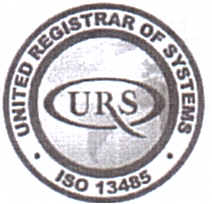 UNITED REGISTRAR OF SYSTEMS
URS
• ISO 13485 •